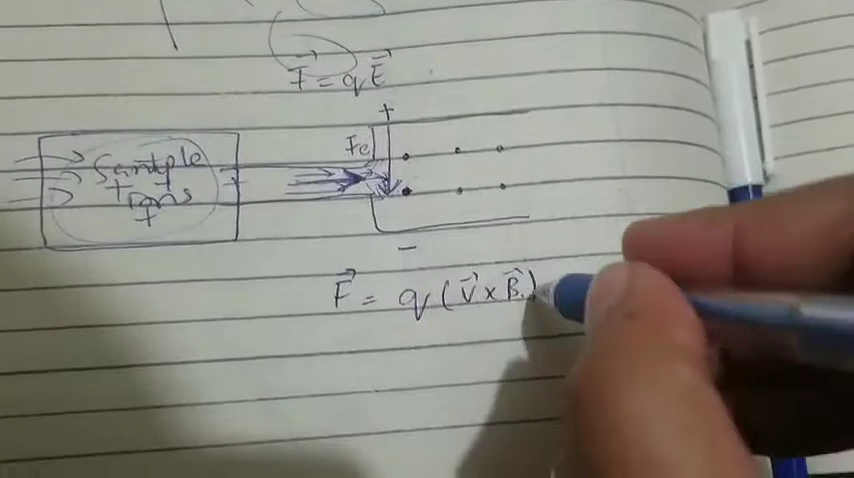 F⃗ = qE⃗
+
Fe
Sample
+ +
Ions
+
−
F⃗ = q(V⃗ × B⃗)